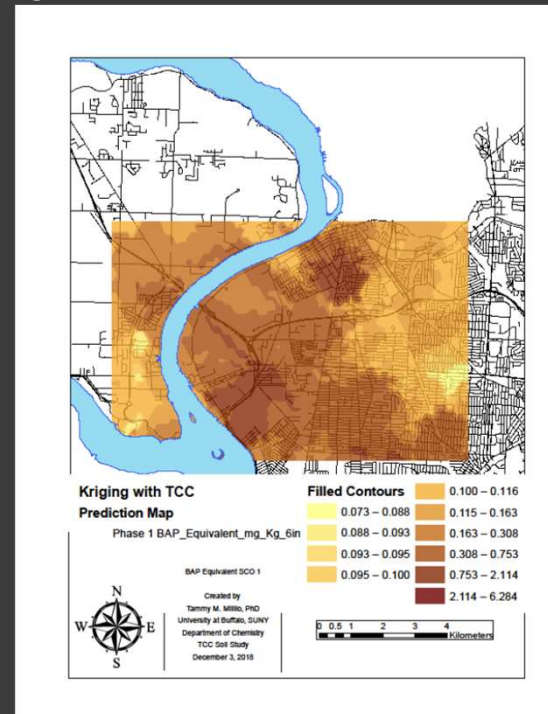 Kriging with TCC
Prediction Map
Phase 1 BAP_Equivalent_mg_Kg_6in
BAP Equivalent SCO 1
Created by
Tammy M. Milillo, PhD
University at Buffalo, SUNY
Department of Chemistry
TCC Soil Study
December 3, 2018
N
W E
S
Filled Contours
0.073 – 0.088
0.088 – 0.093
0.093 – 0.095
0.095 – 0.100
0.100 – 0.116
0.115 – 0.163
0.163 – 0.308
0.308 – 0.753
0.753 – 2.114
2.114 – 6.284
0 0.5 1 2 3 4
Kilometers